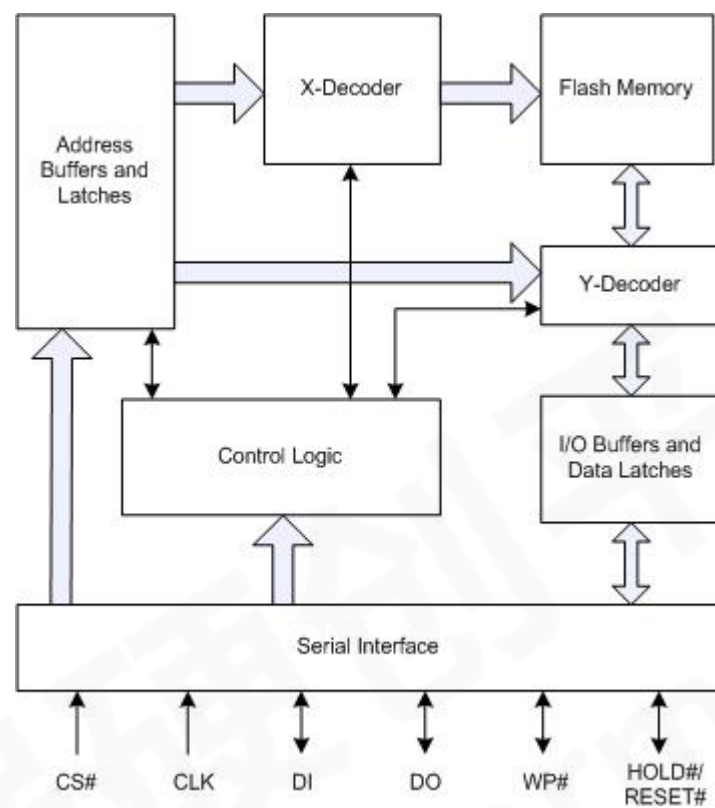 X-Decoder
Flash Memory
Address
Buffers and
Latches
Y-Decoder
Control Logic
I/O Buffers and
Data Latches
Serial Interface
CS#
CLK
DI
DO
WP#
HOLD#/
RESET#